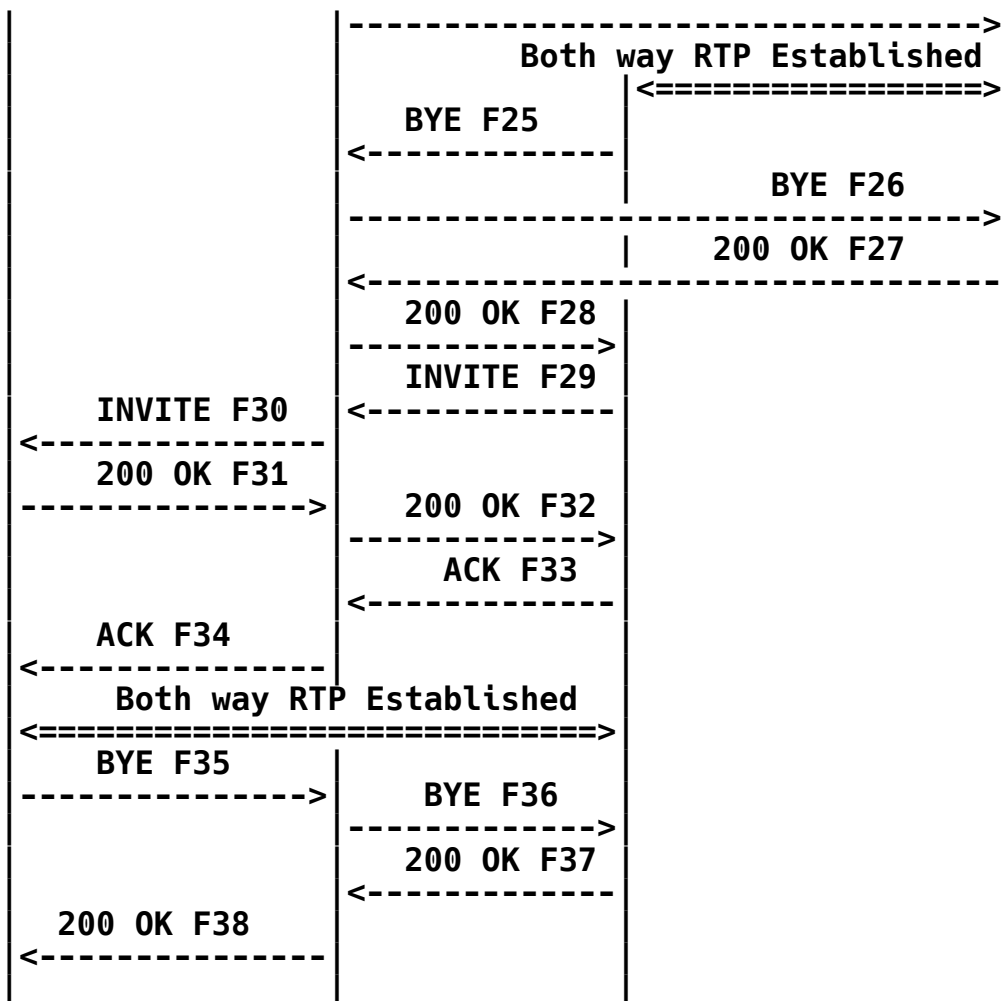 |                |--------------------------------->
|                |         Both way RTP Established
|                |              |<=================>
|                |   BYE F25    |
|                |<-------------|
|                |              |       BYE F26
|                |--------------------------------->
|                |              |    200 OK F27
|                |<----------------------------------
|                |   200 OK F28 |
|                |------------->|
|                |   INVITE F29 |
|    INVITE F30  |<-------------|
|<---------------|              |
|    200 OK F31  |              |
|--------------->|   200 OK F32 |
|                |------------->|
|                |     ACK F33  |
|                |<-------------|
|    ACK F34     |              |
|<---------------|              |
|     Both way RTP Established  |
|<=============================>|
|    BYE F35     |              |
|--------------->|    BYE F36   |
|                |------------->|
|                |   200 OK F37 |
|                |<-------------|
|  200 OK F38    |              |
|<---------------|              |
|                |              |